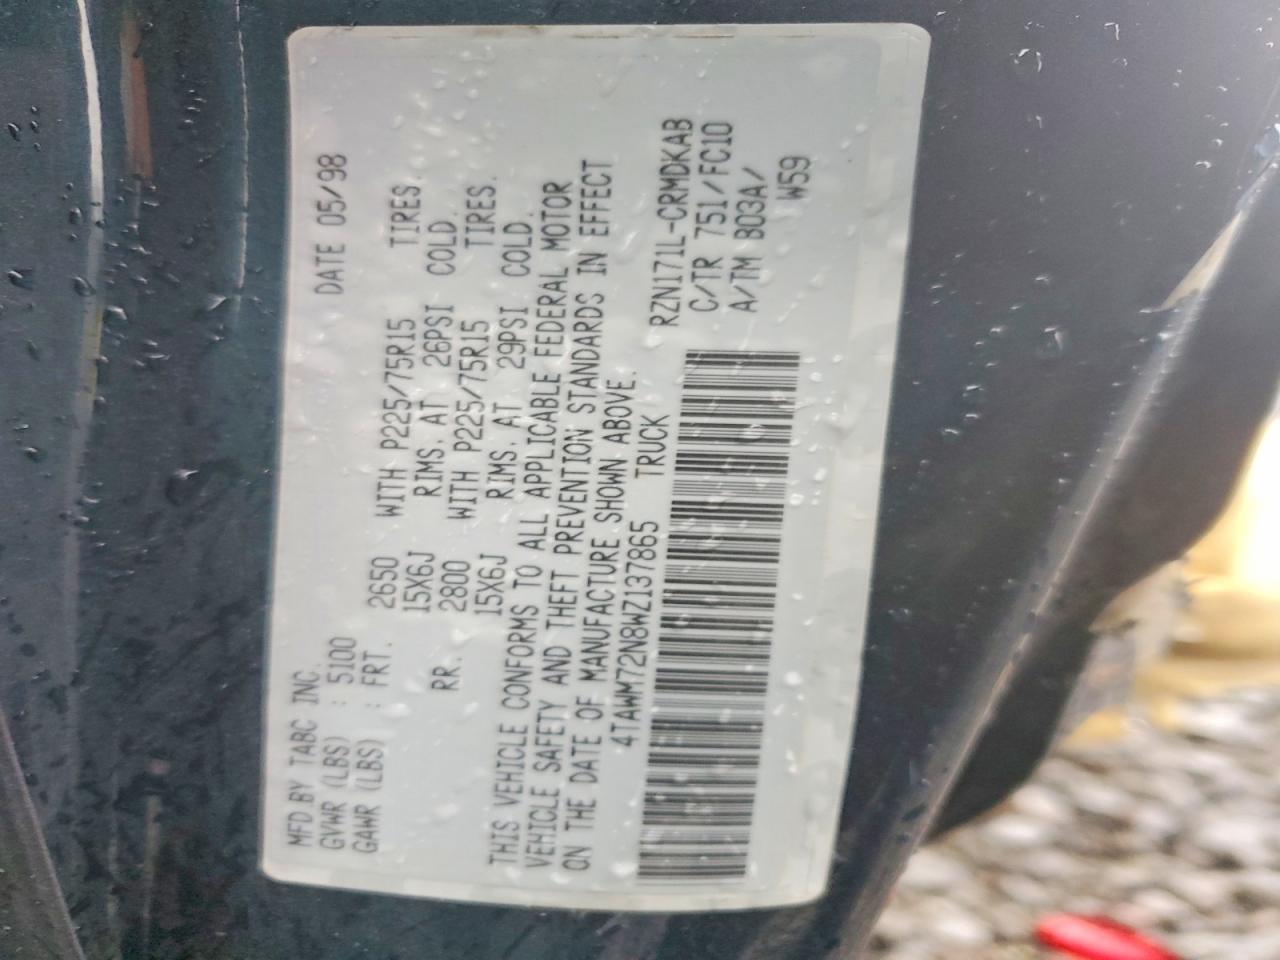 MFD.BY TABC INC. DATE 05/98
GVWR (LBS) : 5100
GAWR (LBS) : FRT. 2650 WITH P225/75R15 TIRES.
15X6J RIMS. AT 26PSI COLD.
RR. 2800 WITH P225/75R15 TIRES.
15X6J RIMS. AT 29PSI COLD.
THIS VEHICLE CONFORMS TO ALL APPLICABLE FEDERAL MOTOR
VEHICLE SAFETY AND THEFT PREVENTION STANDARDS IN EFFECT
ON THE DATE OF MANUFACTURE SHOWN ABOVE.
4TAWM72N8WZ137865 TRUCK
RZN171L-CRMDKAB
C/TR 751/FC10
A/TM B03A/
W59